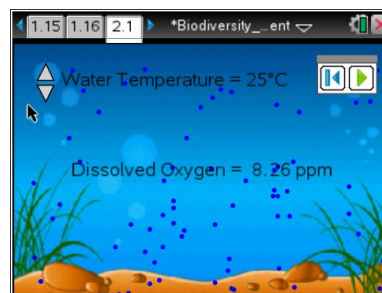 1.15 1.16 2.1 *Biodiversity_...ent
Water Temperature = 25°C
Dissolved Oxygen = 8.26 ppm